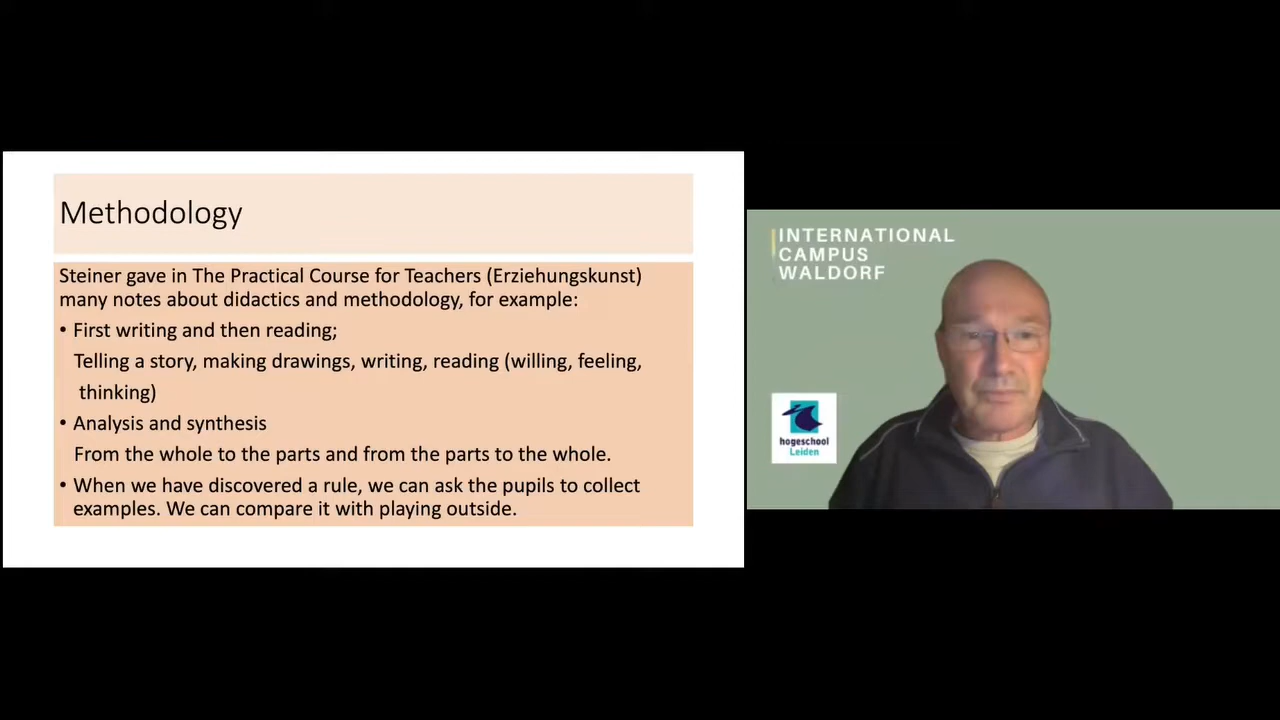 Methodology
Steiner gave in The Practical Course for Teachers (Erziehungskunst)
many notes about didactics and methodology, for example:
• First writing and then reading;
Telling a story, making drawings, writing, reading (willing, feeling,
thinking)
• Analysis and synthesis
From the whole to the parts and from the parts to the whole.
• When we have discovered a rule, we can ask the pupils to collect
examples. We can compare it with playing outside.
INTERNATIONAL
CAMPUS
WALDORF
hogeschool
Leiden